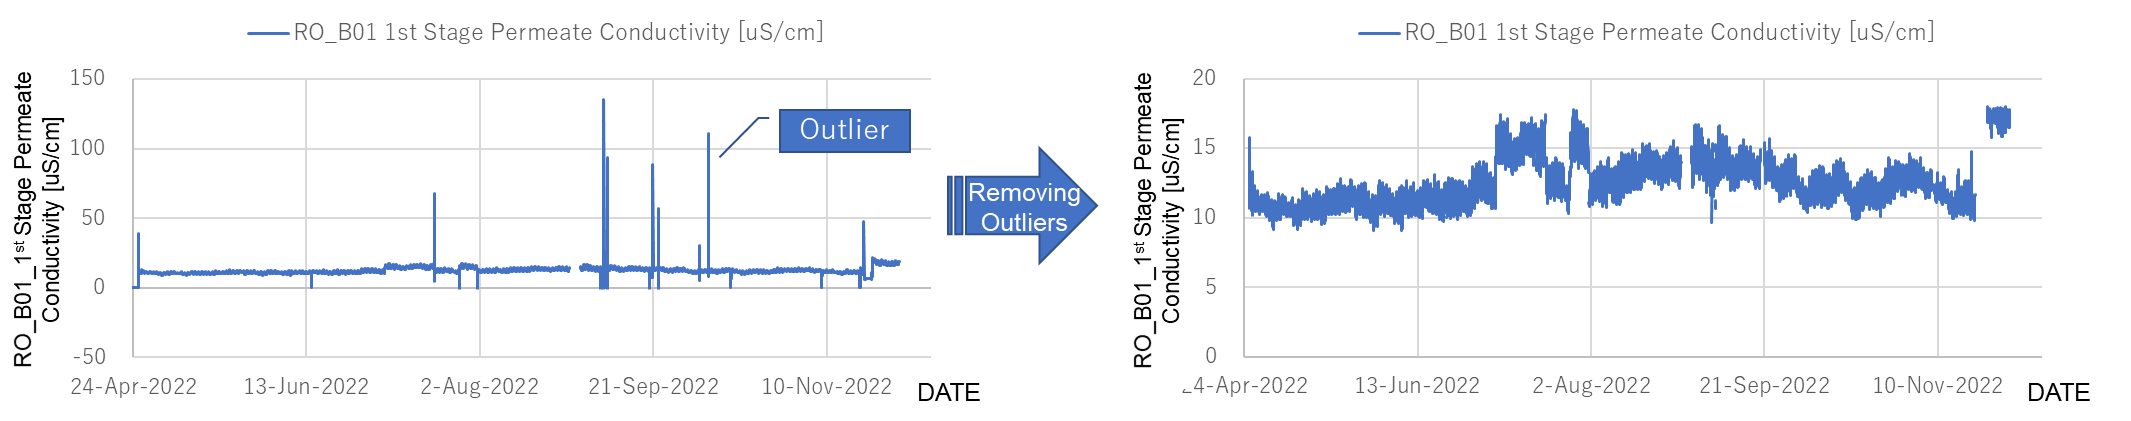 RO_B01 1st Stage Permeate Conductivity [uS/cm]
RO_B01_1st Stage Permeate
Conductivity [uS/cm]
150
100
50
0
-50
Outlier
24-Apr-2022 13-Jun-2022 2-Aug-2022 21-Sep-2022 10-Nov-2022
DATE
Removing
Outliers
RO_B01 1st Stage Permeate Conductivity [uS/cm]
RO_B01_1st Stage Permeate
Conductivity [uS/cm]
20
15
10
5
0
24-Apr-2022 13-Jun-2022 2-Aug-2022 21-Sep-2022 10-Nov-2022
DATE